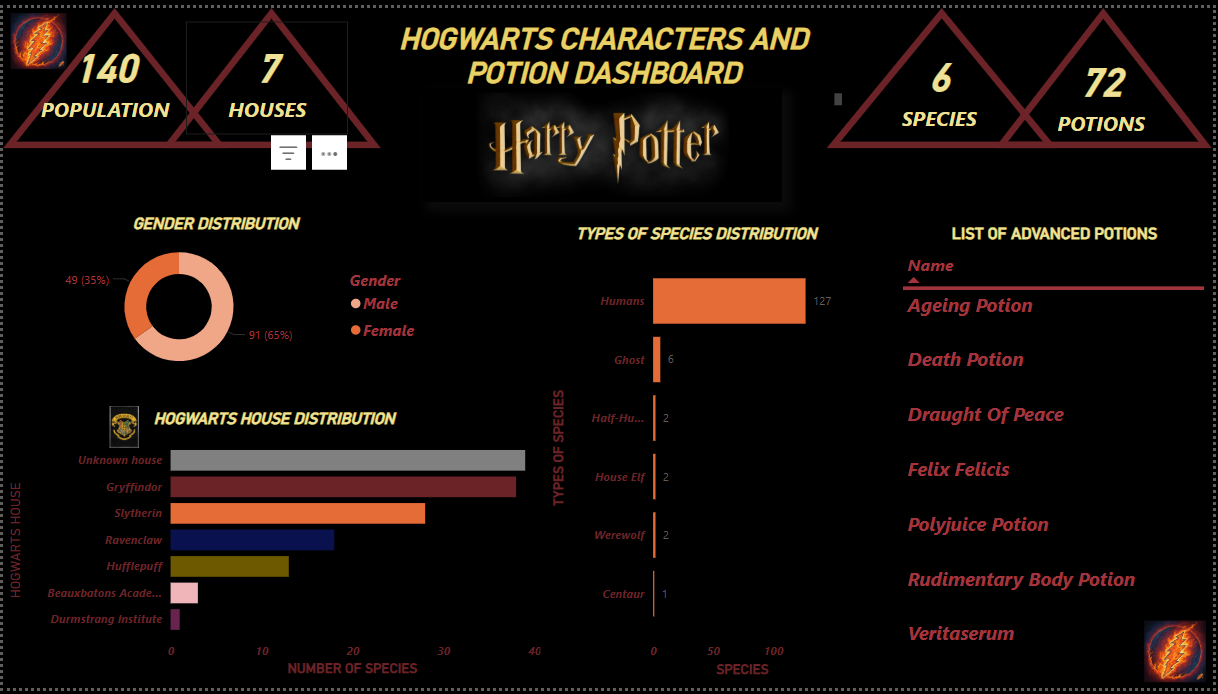 140
POPULATION
7
HOUSES
HOGWARTS CHARACTERS AND
POTION DASHBOARD
Harry Potter
6
SPECIES
72
POTIONS
GENDER DISTRIBUTION
49 (35%)
91 (65%)
Gender
Male
Female
HOGWARTS HOUSE DISTRIBUTION
HOGWARTS HOUSE
Unknown house
Gryffindor
Slytherin
Ravenclaw
Hufflepuff
Beauxbatons Acade...
Durmstrang Institute
0 10 20 30 40
NUMBER OF SPECIES
TYPES OF SPECIES DISTRIBUTION
TYPES OF SPECIES
Humans 127
Ghost 6
Half-Hu... 2
House Elf 2
Werewolf 2
Centaur 1
0 50 100
SPECIES
LIST OF ADVANCED POTIONS
Name
Ageing Potion
Death Potion
Draught Of Peace
Felix Felicis
Polyjuice Potion
Rudimentary Body Potion
Veritaserum